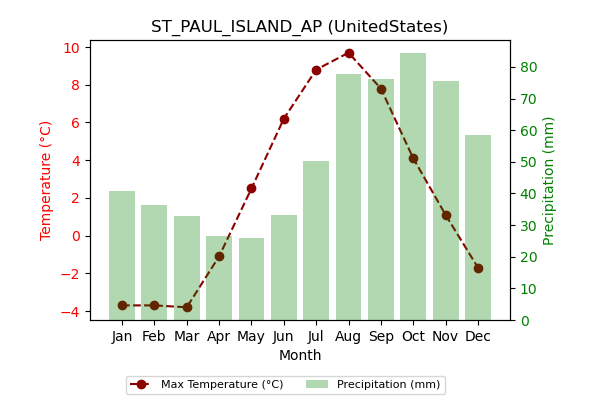 ST_PAUL_ISLAND_AP (UnitedStates)
10
8
6
4
2
0
−2
−4
Temperature (°C)
80
70
60
50
40
30
20
10
0
Precipitation (mm)
Jan Feb Mar Apr May Jun Jul Aug Sep Oct Nov Dec
Month
Max Temperature (°C) Precipitation (mm)